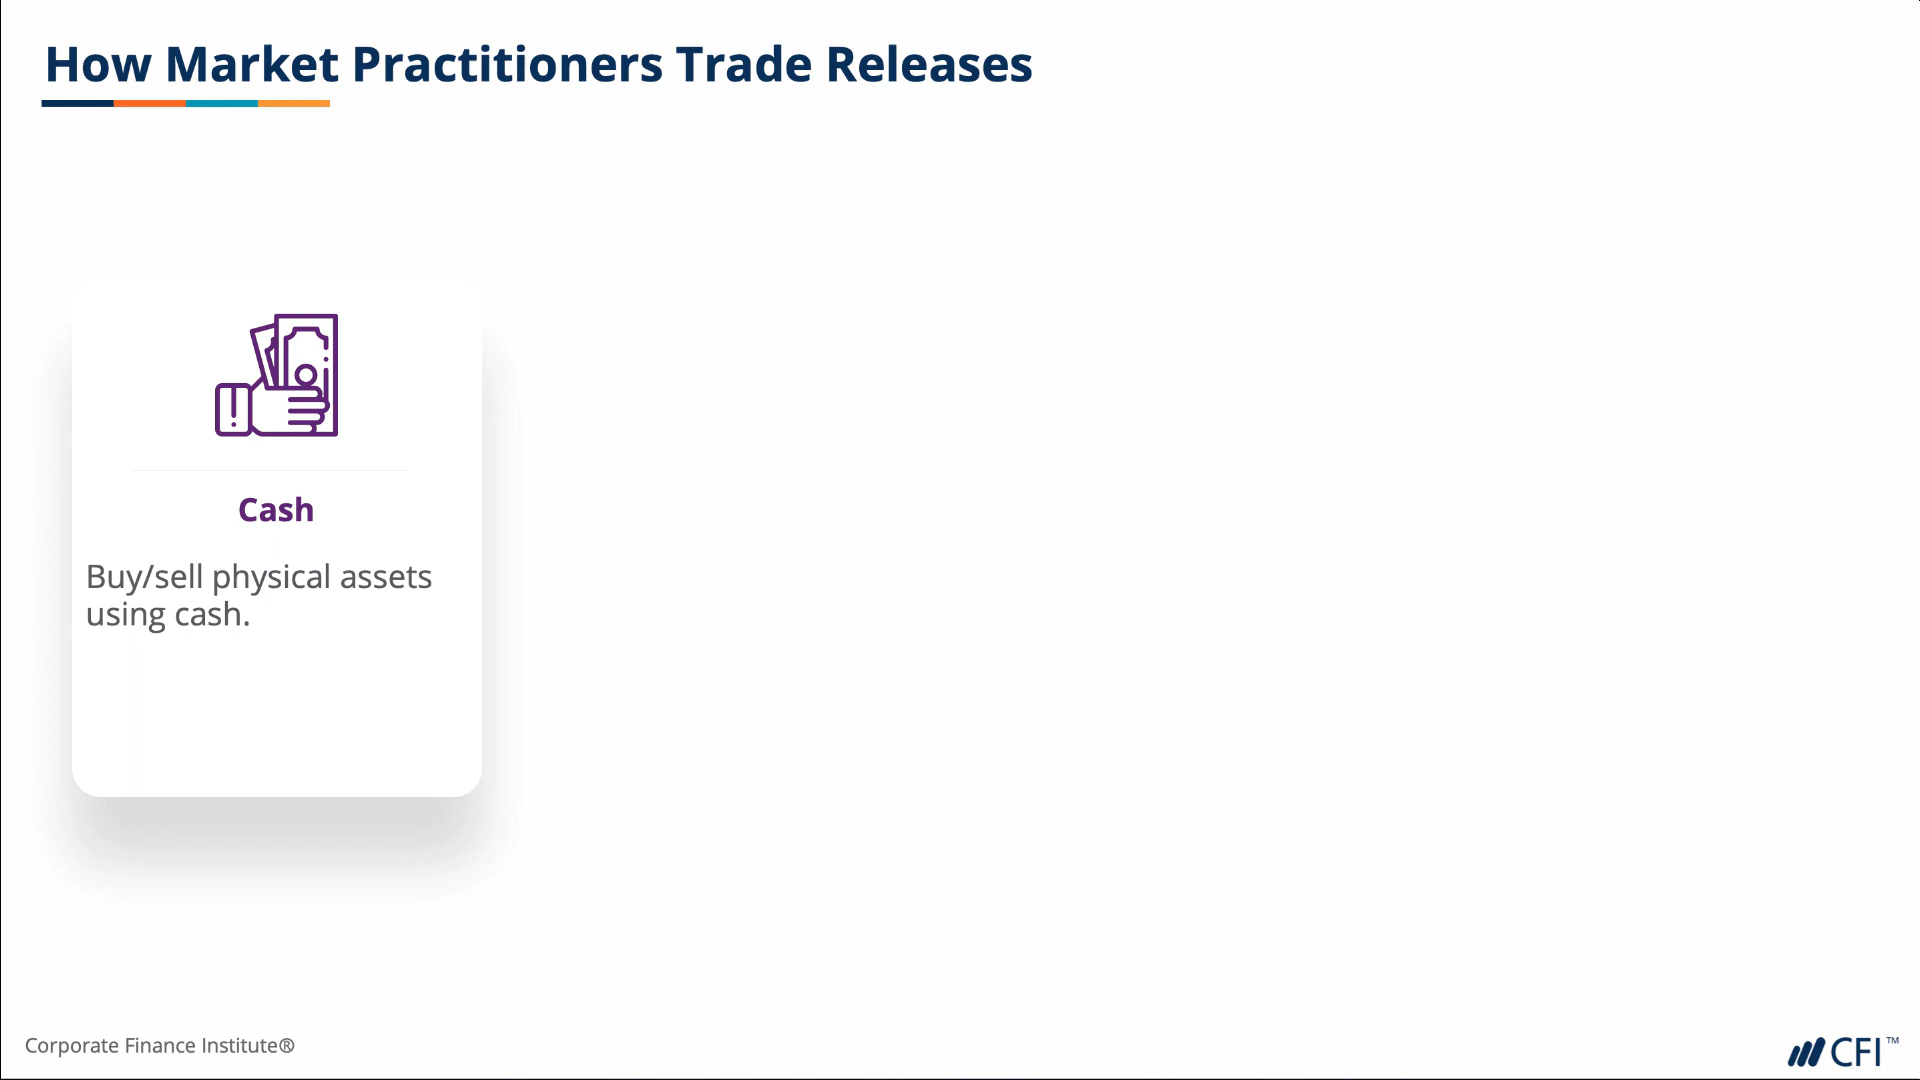 How Market Practitioners Trade Releases
Cash
Buy/sell physical assets
using cash.
Corporate Finance Institute®
CFI™